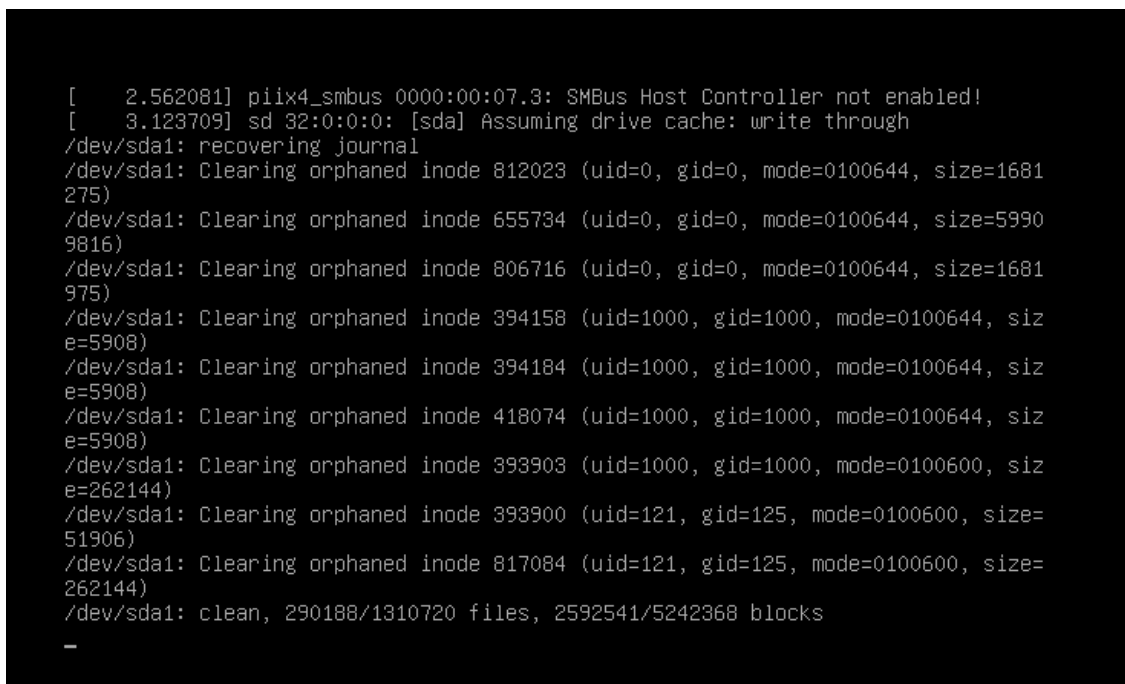 [    2.562081] piix4_smbus 0000:00:07.3: SMBus Host Controller not enabled!
[    3.123709] sd 32:0:0:0: [sda] Assuming drive cache: write through
/dev/sda1: recovering journal
/dev/sda1: Clearing orphaned inode 812023 (uid=0, gid=0, mode=0100644, size=1681
275)
/dev/sda1: Clearing orphaned inode 655734 (uid=0, gid=0, mode=0100644, size=5990
9816)
/dev/sda1: Clearing orphaned inode 806716 (uid=0, gid=0, mode=0100644, size=1681
975)
/dev/sda1: Clearing orphaned inode 394158 (uid=1000, gid=1000, mode=0100644, siz
e=5908)
/dev/sda1: Clearing orphaned inode 394184 (uid=1000, gid=1000, mode=0100644, siz
e=5908)
/dev/sda1: Clearing orphaned inode 418074 (uid=1000, gid=1000, mode=0100644, siz
e=5908)
/dev/sda1: Clearing orphaned inode 393903 (uid=1000, gid=1000, mode=0100600, siz
e=262144)
/dev/sda1: Clearing orphaned inode 393900 (uid=121, gid=125, mode=0100600, size=
51906)
/dev/sda1: Clearing orphaned inode 817084 (uid=121, gid=125, mode=0100600, size=
262144)
/dev/sda1: clean, 290188/1310720 files, 2592541/5242368 blocks